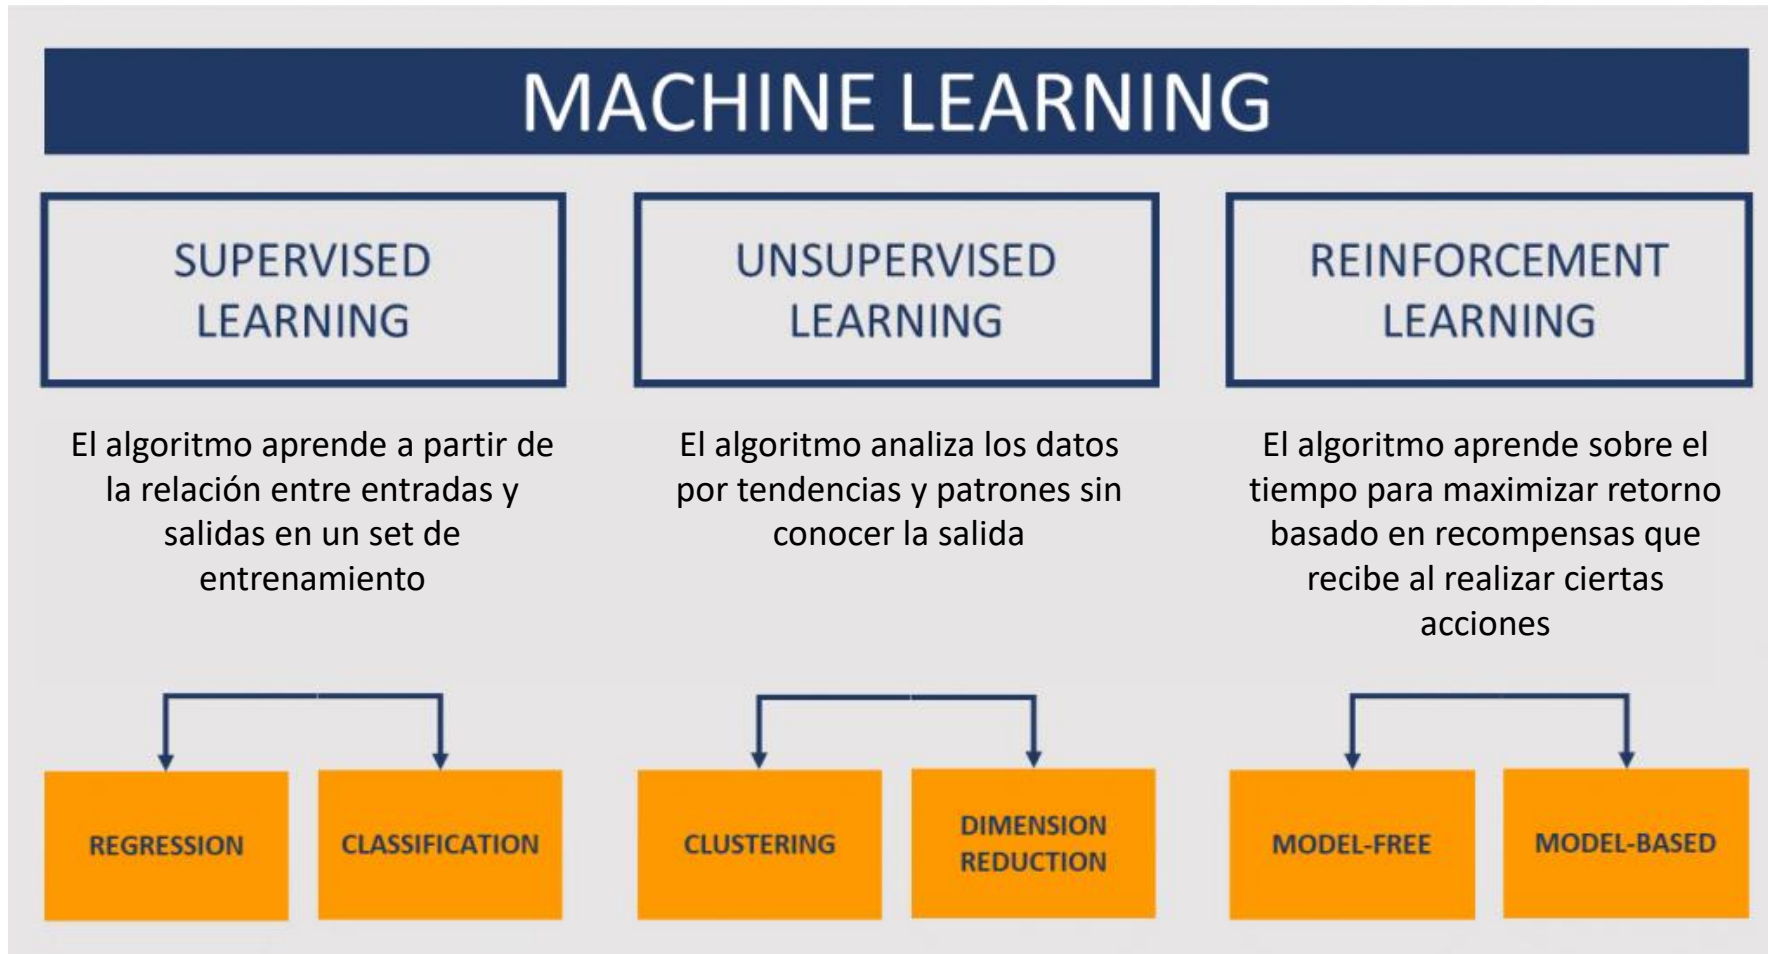 MACHINE LEARNING
SUPERVISED
LEARNING
El algoritmo aprende a partir de
la relación entre entradas y
salidas en un set de
entrenamiento
REGRESSION
CLASSIFICATION
UNSUPERVISED
LEARNING
El algoritmo analiza los datos
por tendencias y patrones sin
conocer la salida
CLUSTERING
DIMENSION
REDUCTION
REINFORCEMENT
LEARNING
El algoritmo aprende sobre el
tiempo para maximizar retorno
basado en recompensas que
recibe al realizar ciertas
acciones
MODEL-FREE
MODEL-BASED